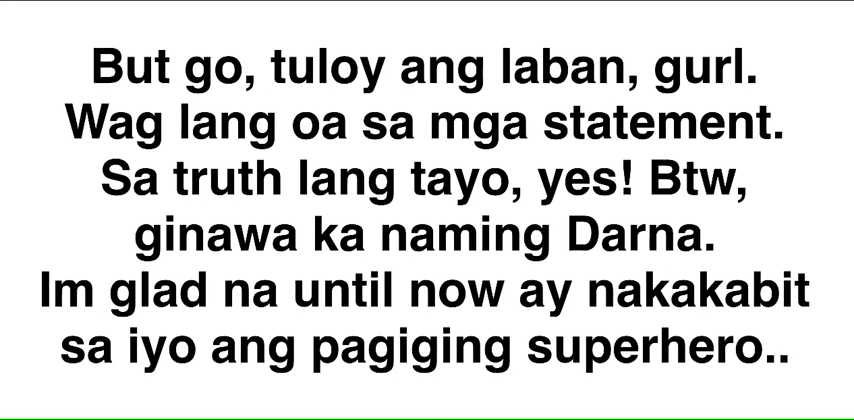 But go, tuloy ang laban, gurl.
Wag lang oa sa mga statement.
Sa truth lang tayo, yes! Btw,
ginawa ka naming Darna.
Im glad na until now ay nakakabit
sa iyo ang pagiging superhero..